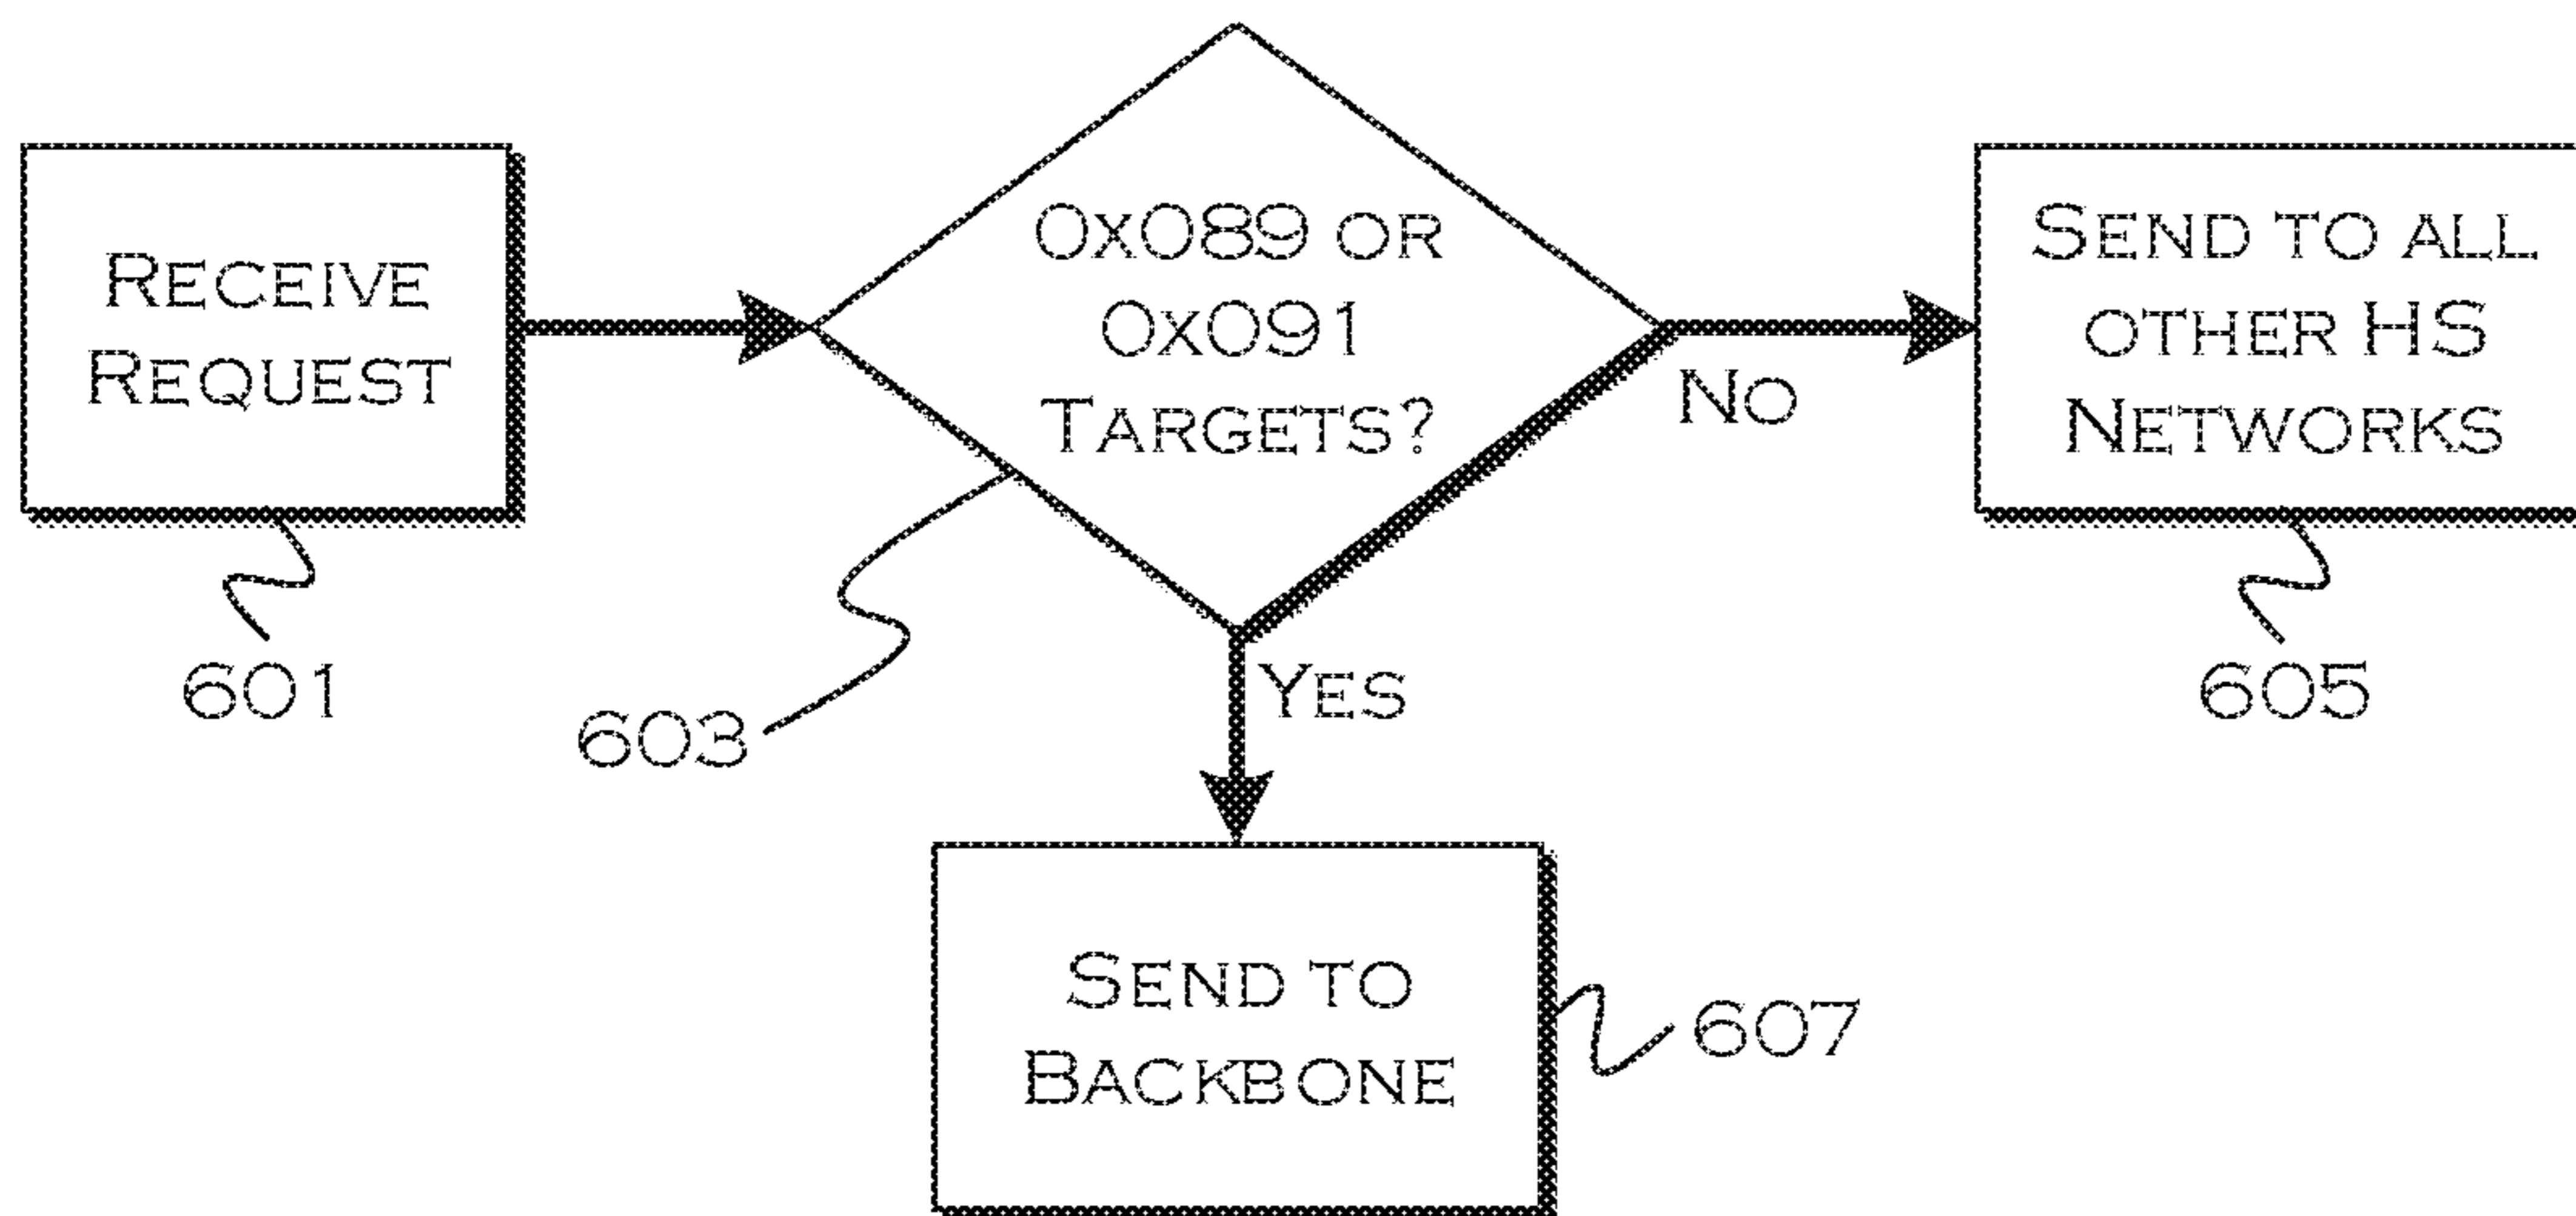 RECEIVE
REQUEST
601
0x089 OR
0x091
TARGETS?
603
NO
SEND TO ALL
OTHER HS
NETWORKS
605
YES
SEND TO
BACKBONE
607